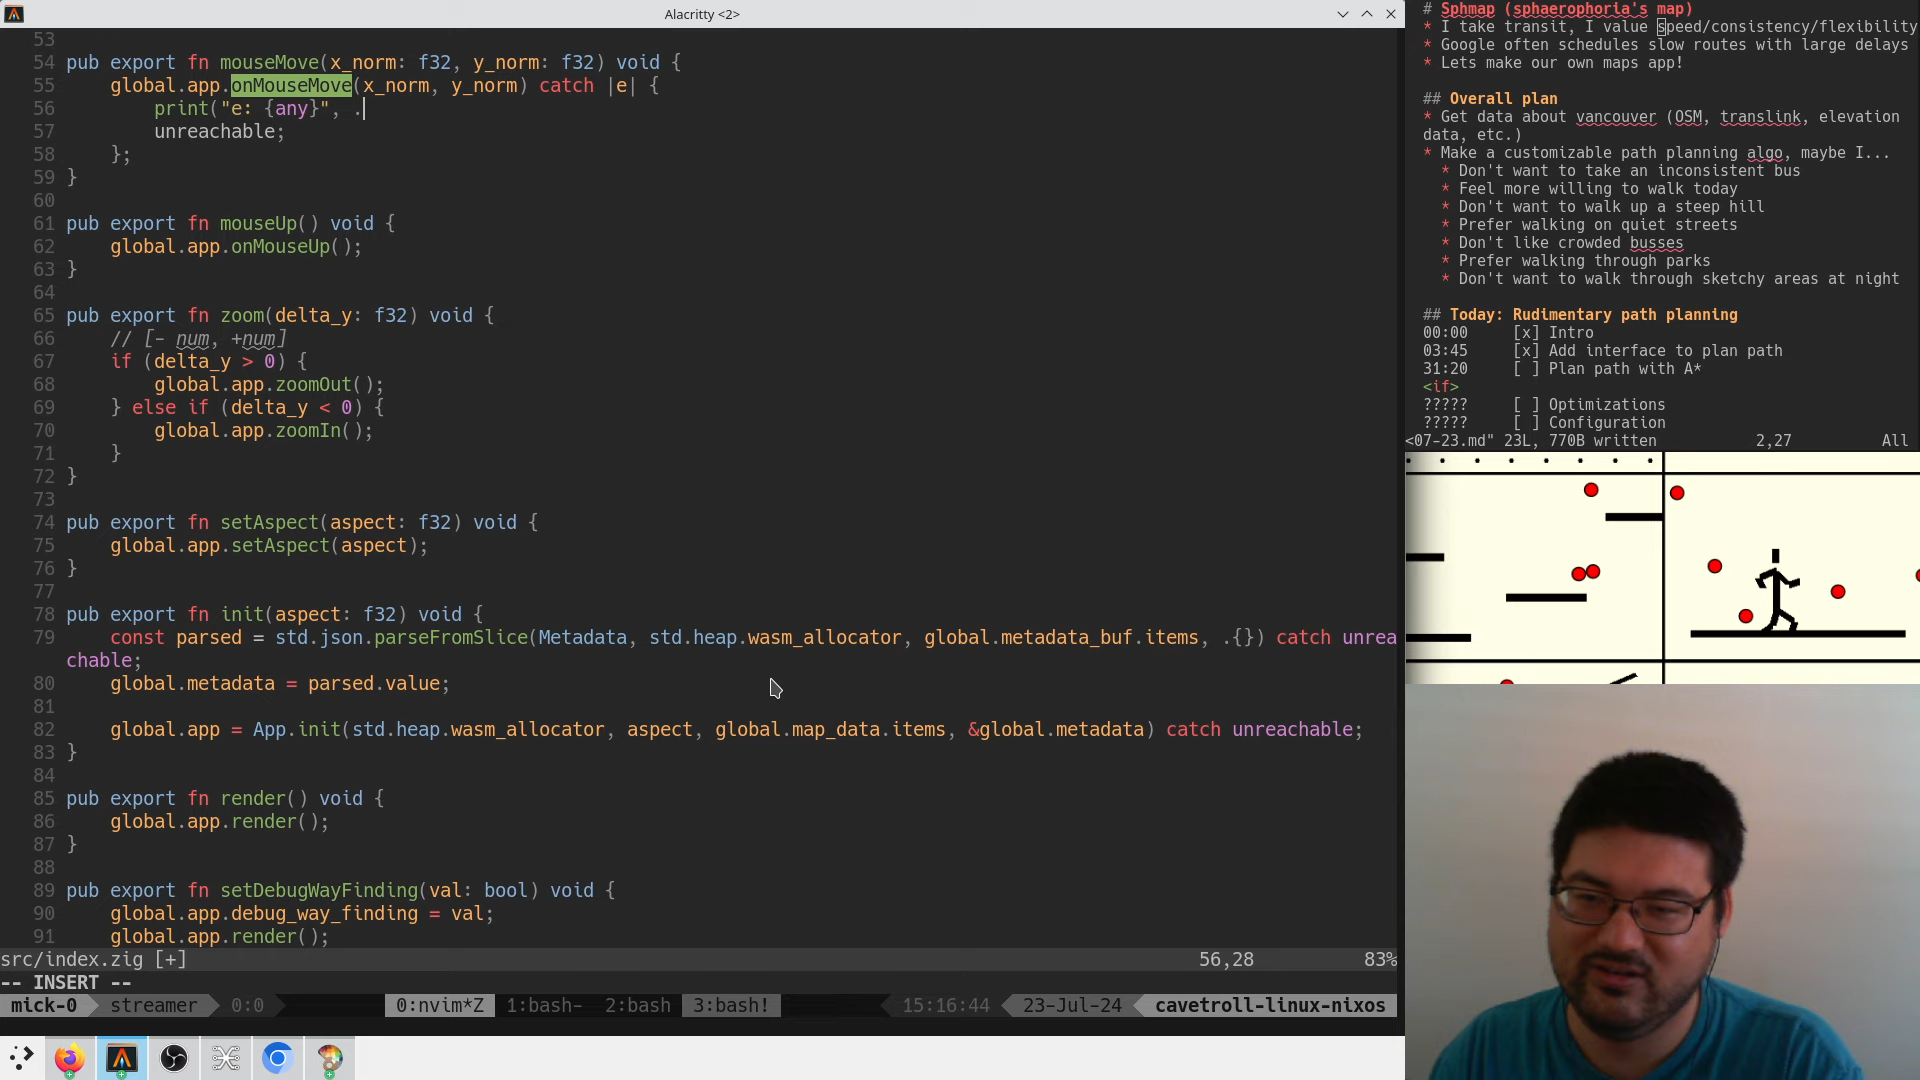 Alacritty <2>
53
54 pub export fn mouseMove(x_norm: f32, y_norm: f32) void {
55     global.app.onMouseMove(x_norm, y_norm) catch |e| {
56         print("e: {any}", .
57         unreachable;
58     };
59 }
60
61 pub export fn mouseUp() void {
62     global.app.onMouseUp();
63 }
64
65 pub export fn zoom(delta_y: f32) void {
66     // [- num, +num]
67     if (delta_y > 0) {
68         global.app.zoomOut();
69     } else if (delta_y < 0) {
70         global.app.zoomIn();
71     }
72 }
73
74 pub export fn setAspect(aspect: f32) void {
75     global.app.setAspect(aspect);
76 }
77
78 pub export fn init(aspect: f32) void {
79     const parsed = std.json.parseFromSlice(Metadata, std.heap.wasm_allocator, global.metadata_buf.items, .{}) catch unrea
chable;
80     global.metadata = parsed.value;
81
82     global.app = App.init(std.heap.wasm_allocator, aspect, global.map_data.items, &global.metadata) catch unreachable;
83 }
84
85 pub export fn render() void {
86     global.app.render();
87 }
88
89 pub export fn setDebugWayFinding(val: bool) void {
90     global.app.debug_way_finding = val;
91     global.app.render();
src/index.zig [+] 56,28 83%
-- INSERT --
mick-0 streamer 0:0 0:nvim*Z 1:bash- 2:bash 3:bash! 15:16:44 23-Jul-24 cavetroll-linux-nixos
# Sphmap (sphaerophoria's map)
* I take transit, I value speed/consistency/flexibility
* Google often schedules slow routes with large delays
* Lets make our own maps app!
## Overall plan
* Get data about vancouver (OSM, translink, elevation
data, etc.)
* Make a customizable path planning algo, maybe I...
* Don't want to take an inconsistent bus
* Feel more willing to walk today
* Don't want to walk up a steep hill
* Prefer walking on quiet streets
* Don't like crowded busses
* Prefer walking through parks
* Don't want to walk through sketchy areas at night
## Today: Rudimentary path planning
00:00 [x] Intro
03:45 [x] Add interface to plan path
31:20 [ ] Plan path with A*
<if>
????? [ ] Optimizations
????? [ ] Configuration
<07-23.md" 23L, 770B written 2,27 All